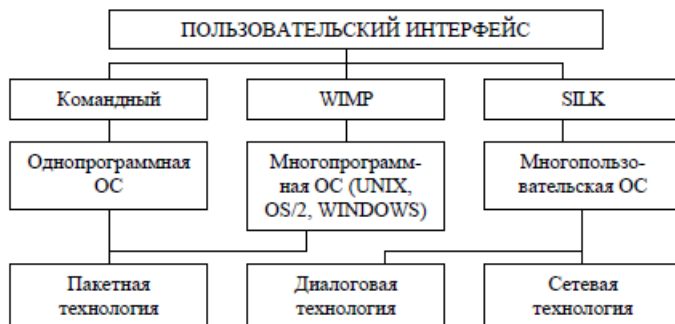 ПОЛЬЗОВАТЕЛЬСКИЙ ИНТЕРФЕЙС
Командный
WIMP
SILK
Однопрограммная
ОС
Многопрограмм-
ная ОС (UNIX,
OS/2, WINDOWS)
Многопользо-
вательская ОС
Пакетная
технология
Диалоговая
технология
Сетевая
технология